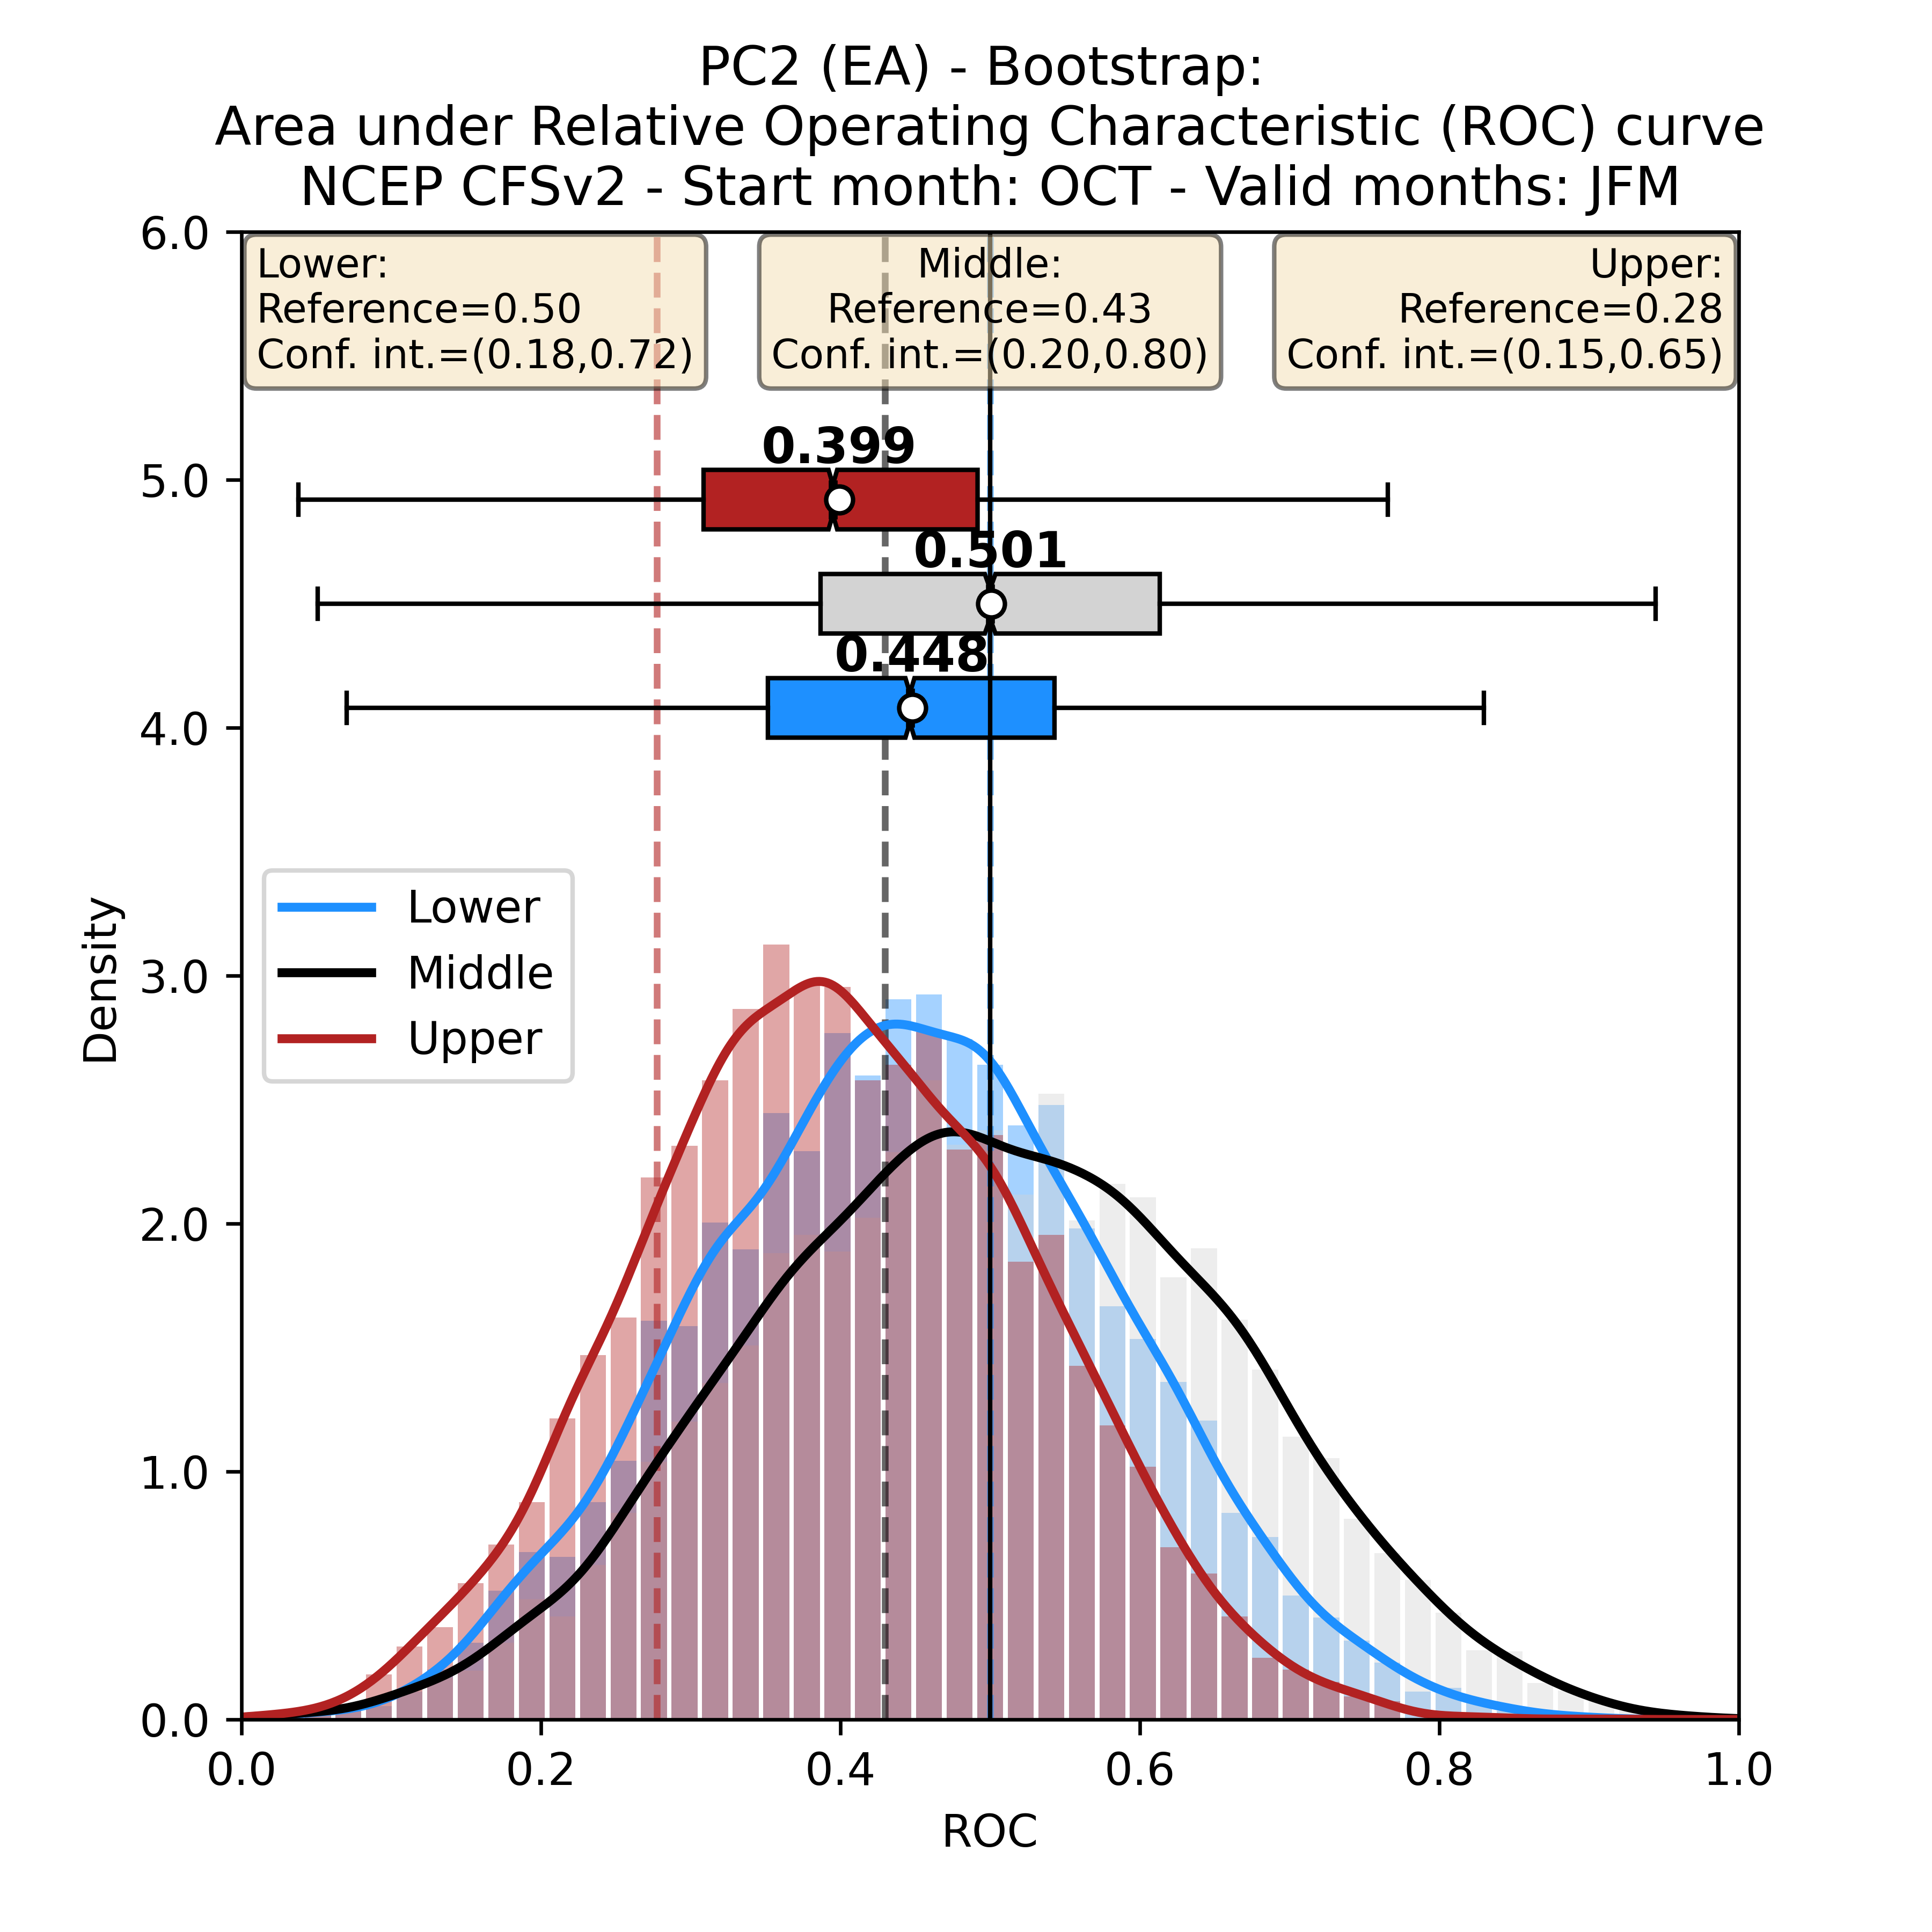 PC2 (EA) - Bootstrap:
Area under Relative Operating Characteristic (ROC) curve
NCEP CFSv2 - Start month: OCT - Valid months: JFM
6.0
Lower:
Reference=0.50
Conf. int.=(0.18,0.72)
Middle:
Reference=0.43
Conf. int.=(0.20,0.80)
Upper:
Reference=0.28
Conf. int.=(0.15,0.65)
0.399
5.0
0.501
0.448
4.0
Lower
Middle
Upper
Density
3.0
2.0
1.0
0.0
0.0 0.2 0.4 0.6 0.8 1.0
ROC